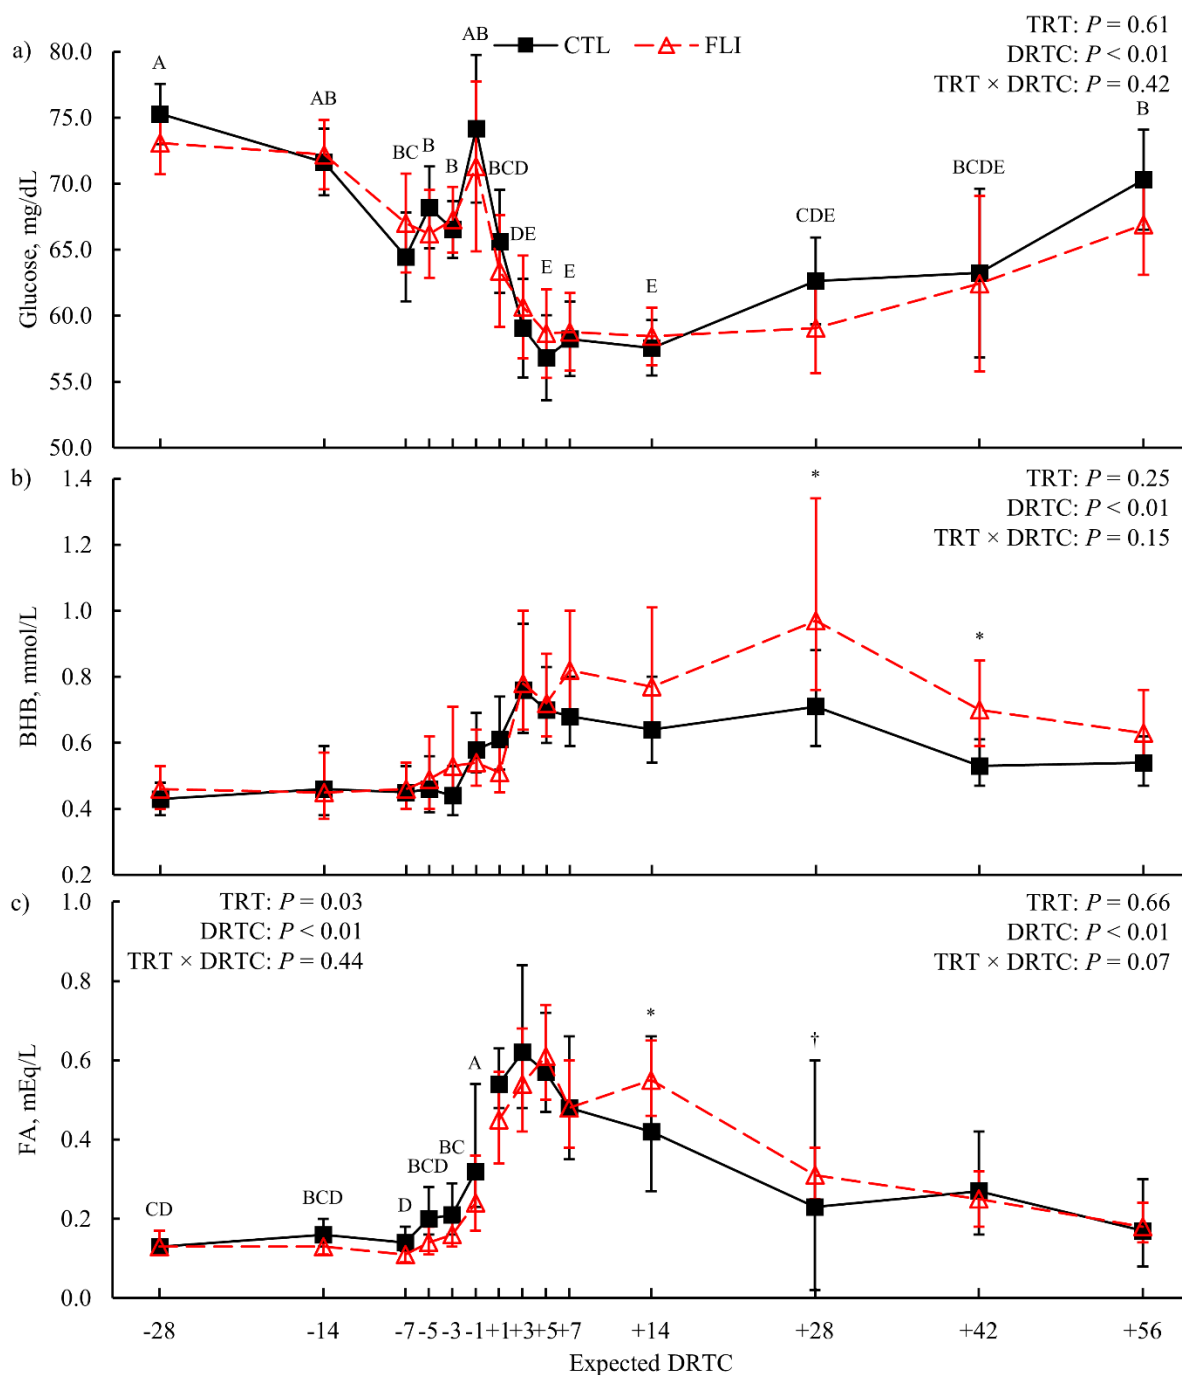 a)
CTL
FLI
TRT: P = 0.61
DRTC: P < 0.01
TRT × DRTC: P = 0.42
Glucose, mg/dL
80.0
75.0
70.0
65.0
60.0
55.0
50.0
A
AB
BC
B
B
AB
BCD
DE
E
E
E
CDE
BCDE
B
b)
TRT: P = 0.25
DRTC: P < 0.01
TRT × DRTC: P = 0.15
BHB, mmol/L
1.4
1.2
1.0
0.8
0.6
0.4
0.2
*
*
c)
TRT: P = 0.03
DRTC: P < 0.01
TRT × DRTC: P = 0.44
TRT: P = 0.66
DRTC: P < 0.01
TRT × DRTC: P = 0.07
FA, mEq/L
1.0
0.8
0.6
0.4
0.2
0.0
CD
BCD
D
BCD
BC
A
*
†
-28 -14 -7 -5 -3 -1 +1 +3 +5 +7 +14 +28 +42 +56
Expected DRTC